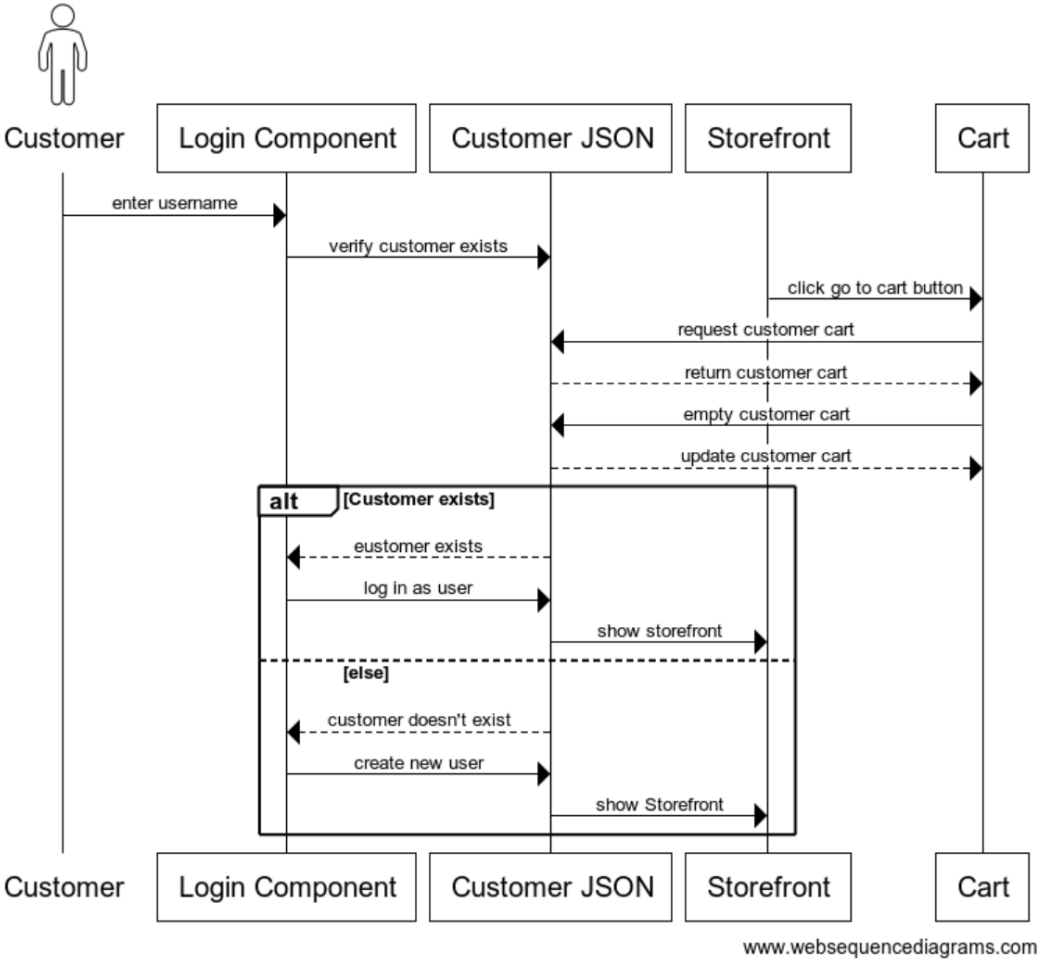 Customer
Login Component
Customer JSON
Storefront
Cart
enter username
verify customer exists
click go to cart button
request customer cart
return customer cart
empty customer cart
update customer cart
alt
[Customer exists]
eustomer exists
log in as user
show storefront
[else]
customer doesn't exist
create new user
show Storefront
Customer
Login Component
Customer JSON
Storefront
Cart
www.websequencediagrams.com